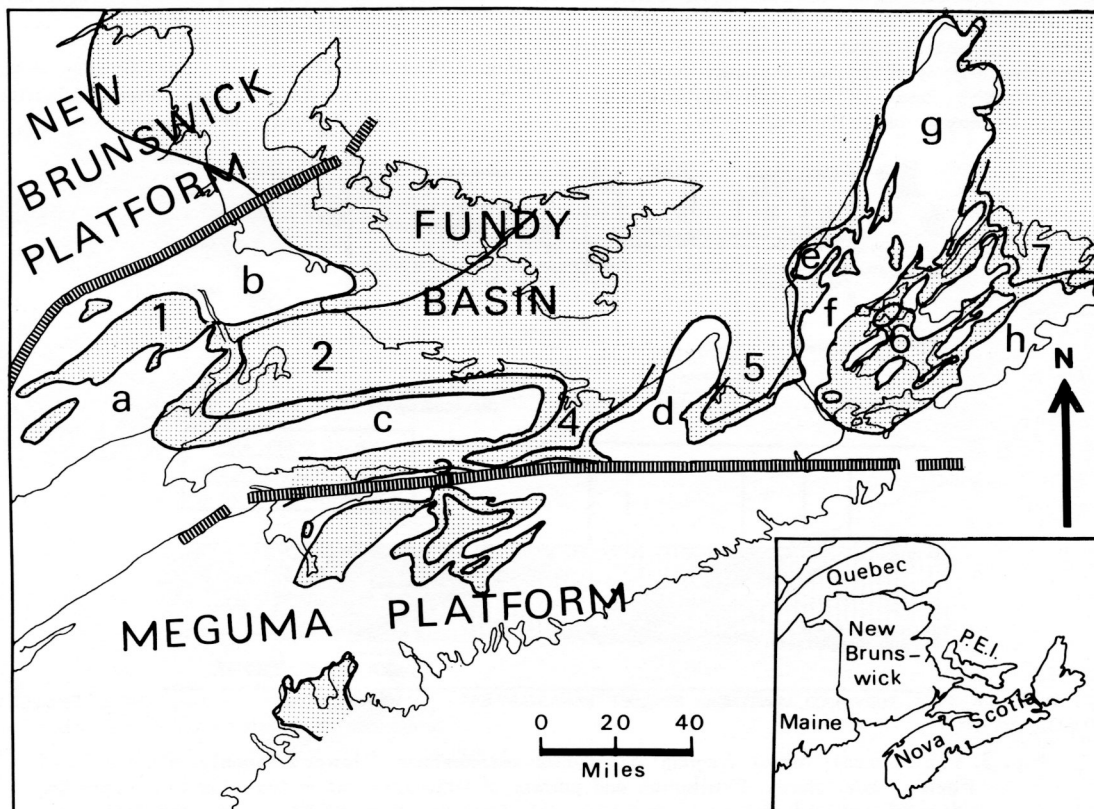 NEW
BRUNSWICK
PLATFORM
FUNDY
BASIN
MEGUMA PLATFORM
g
e
7
b
1
f
2
6
h
5
a
d
c
4
N
0 20 40
Miles
Quebec
New
Bruns-
wick
P.E.I.
Maine
Nova Scotia